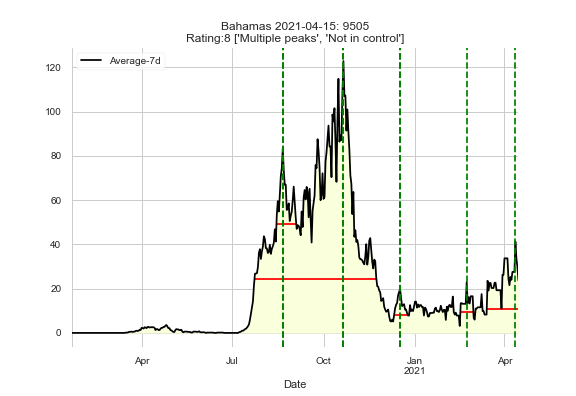 Bahamas 2021-04-15: 9505
Rating:8 ['Multiple peaks', 'Not in control']
Average-7d
120
100
80
60
40
20
0
Apr Jul Oct Jan Apr
2021
Date